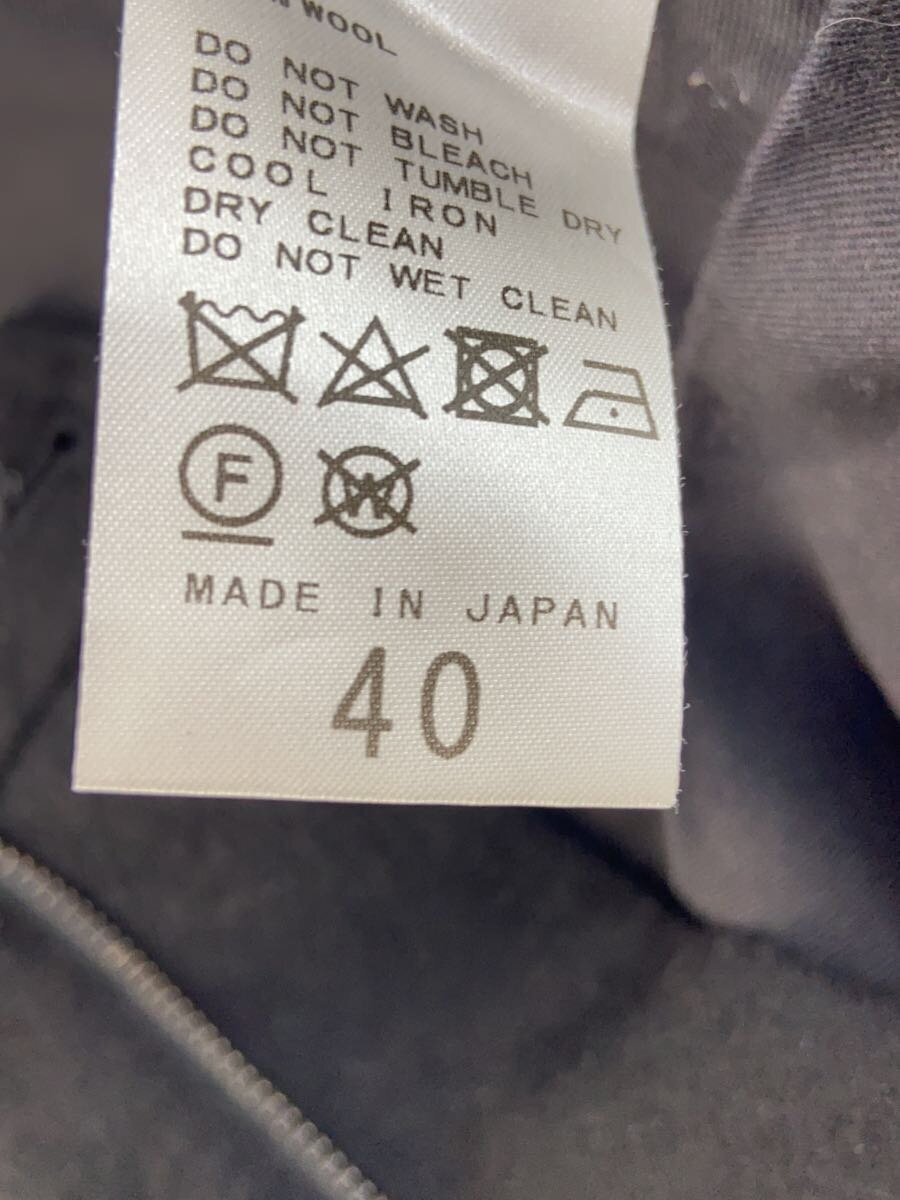 WOOL
DO NOT WASH
DO NOT BLEACH
DO NOT TUMBLE DRY
COOL IRON
DRY CLEAN
DO NOT WET CLEAN
F
W
MADE IN JAPAN
40